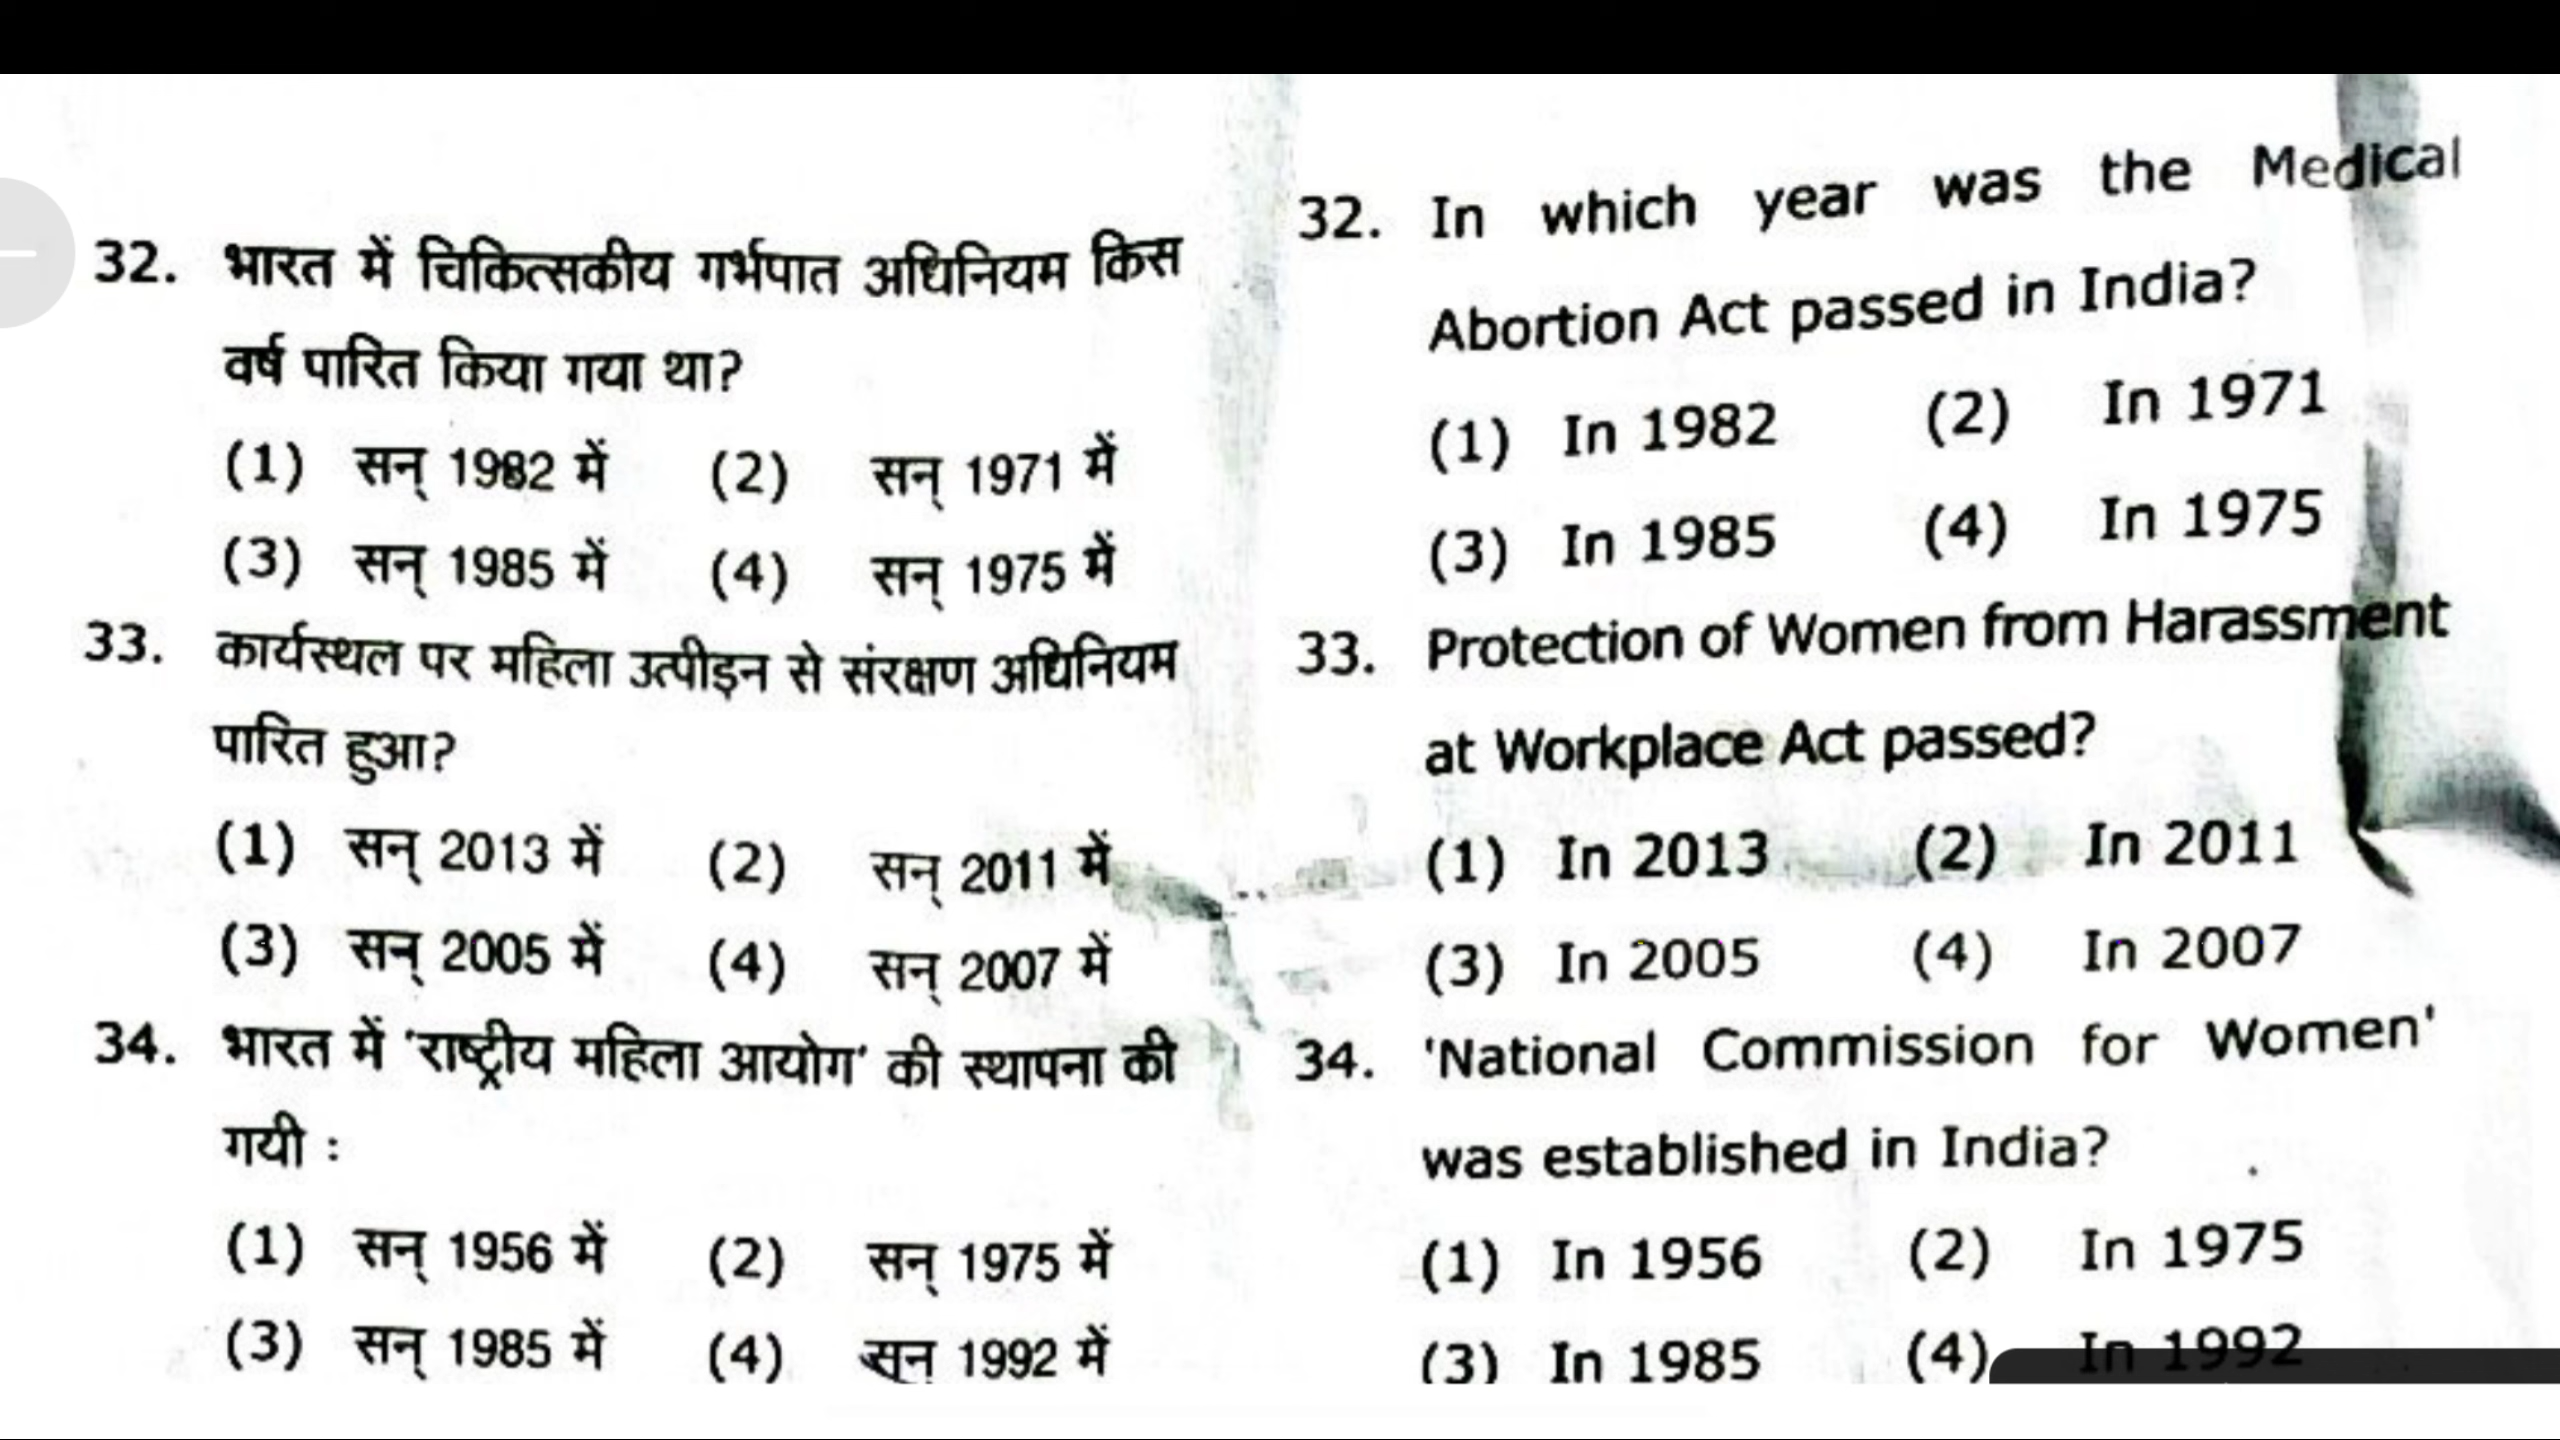 32. भारत में चिकित्सकीय गर्भपात अधिनियम किस
वर्ष पारित किया गया था?
(1) सन् 1982 में (2) सन् 1971 में
(3) सन् 1985 में (4) सन् 1975 में
33. कार्यस्थल पर महिला उत्पीड़न से संरक्षण अधिनियम
पारित हुआ?
(1) सन् 2013 में (2) सन् 2011 में
(3) सन् 2005 में (4) सन् 2007 में
34. भारत में 'राष्ट्रीय महिला आयोग' की स्थापना की
गयी :
(1) सन् 1956 में (2) सन् 1975 में
(3) सन् 1985 में (4) सन 1992 में
32. In which year was the Medical
Abortion Act passed in India?
(1) In 1982 (2) In 1971
(3) In 1985 (4) In 1975
33. Protection of Women from Harassment
at Workplace Act passed?
(1) In 2013 (2) In 2011
(3) In 2005 (4) In 2007
34. 'National Commission for Women'
was established in India?
(1) In 1956 (2) In 1975
(3) In 1985 (4) In 1992